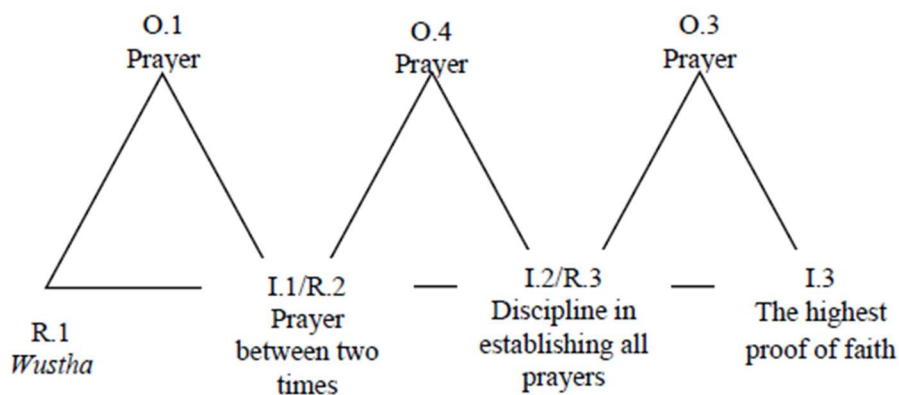 O.1
Prayer
O.4
Prayer
O.3
Prayer
R.1
Wustha
I.1/R.2
Prayer
between two
times
I.2/R.3
Discipline in
establishing all
prayers
I.3
The highest
proof of faith